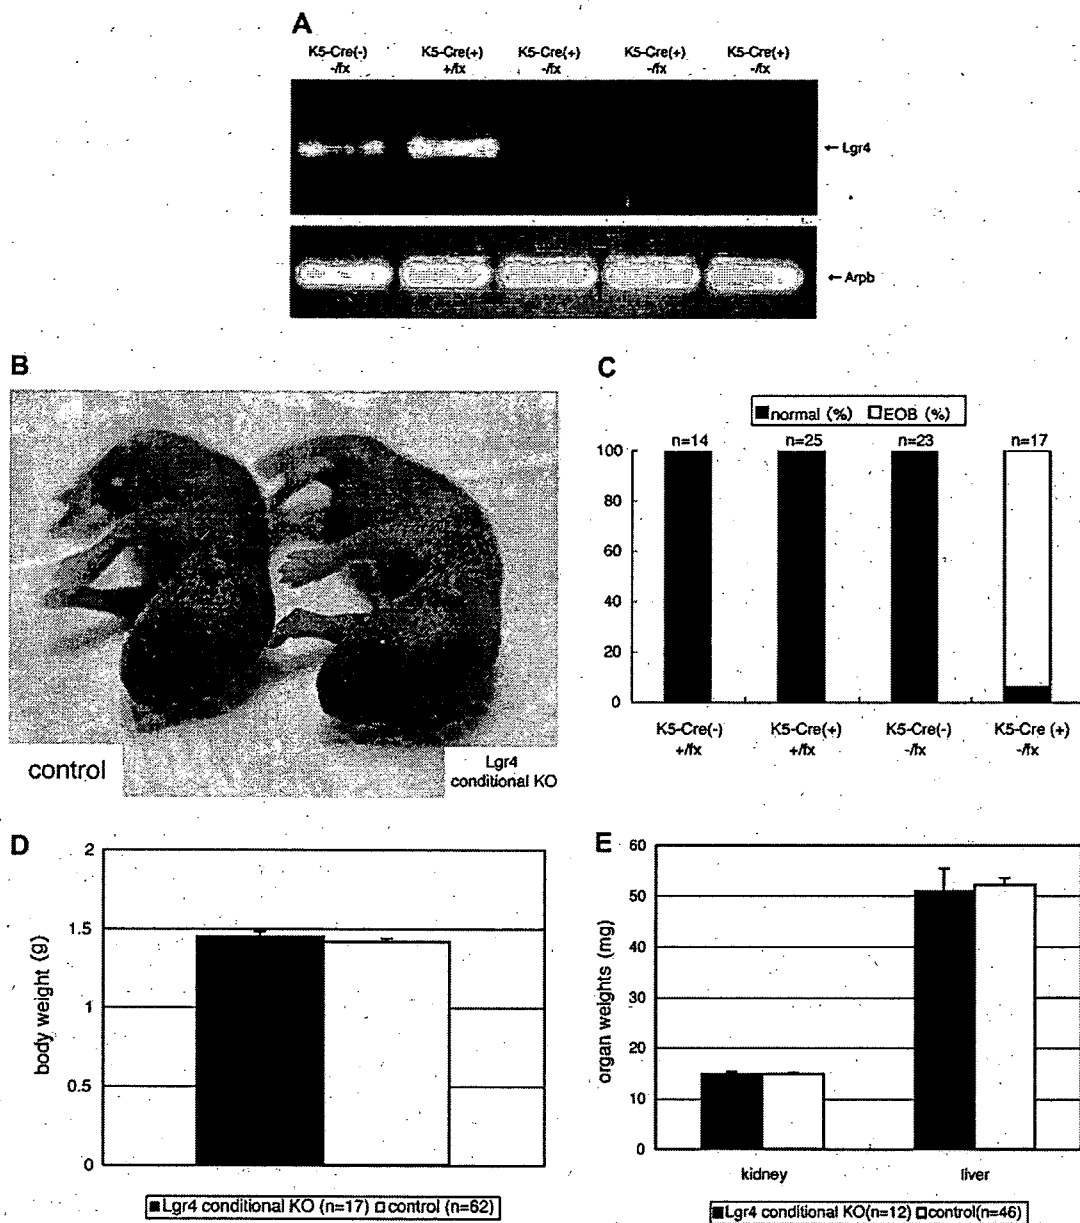 A
K5-Cre(-) K5-Cre(+) K5-Cre(+) K5-Cre(+) K5-Cre(+)
-/fx +/fx -/fx -/fx -/fx
←Lgr4
←Arpb
B
control
Lgr4
conditional KO
C
■normal (%) □EOB (%)
n=14 n=25 n=23 n=17
100
80
60
40
20
0
K5-Cre(-) K5-Cre(+) K5-Cre(-) K5-Cre (+)
+/fx +/fx -/fx -/fx
D
2
1.5
1
0.5
0
body weight (g)
■Lgr4 conditional KO (n=17) □control (n=62)
E
60
50
40
30
20
10
0
organ weights (mg)
kidney liver
■Lgr4 conditional KO(n=12) □control(n=46)